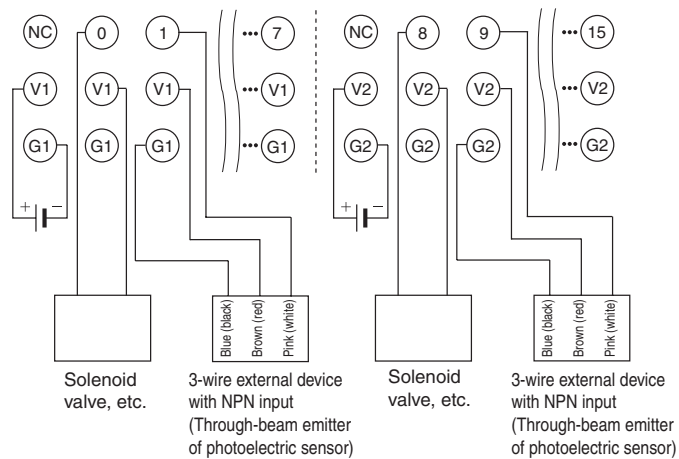 NC 0 1 ••• 7 NC 8 9 ••• 15
V1 V1 V1 ••• V1 V2 V2 V2 ••• V2
G1 G1 G1 ••• G1 G2 G2 G2 ••• G2
+ − + −
Blue (black)
Brown (red)
Pink (white)
Blue (black)
Brown (red)
Pink (white)
Solenoid
valve, etc.
3-wire external device
with NPN input
(Through-beam emitter
of photoelectric sensor)
Solenoid
valve, etc.
3-wire external device
with NPN input
(Through-beam emitter
of photoelectric sensor)